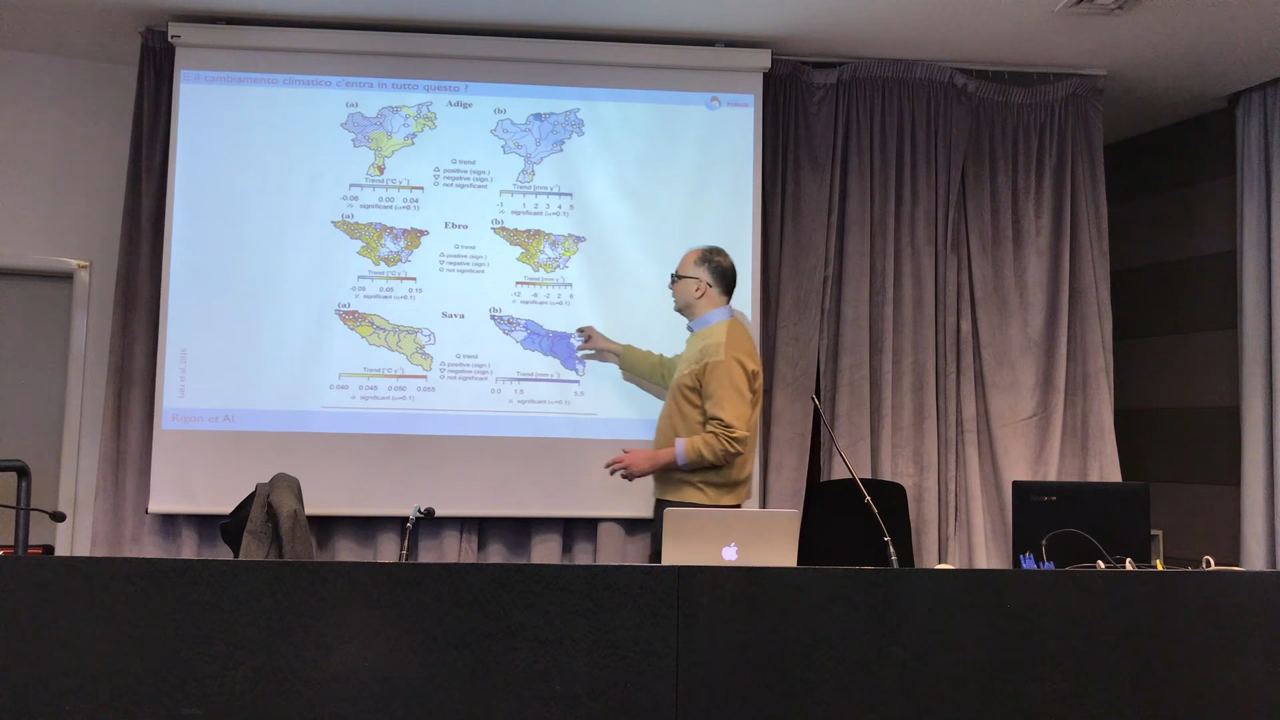 E'il cambiamento climatico c'entra in tutto questo ?
(a) Adige (b)
Q trend
positive (sign.)
negative (sign.)
not significant
Trend [°C y⁻¹]
-0.06 0.00 0.04
significant (α=0.1)
Trend [mm y⁻¹]
-1 1 2 3 4 5
significant (α=0.1)
(a) Ebro (b)
Q trend
positive (sign.)
negative (sign.)
not significant
Trend [°C y⁻¹]
-0.05 0.05 0.15
significant (α=0.1)
Trend [mm y⁻¹]
-12 -6 -2 2 6
significant (α=0.1)
(a) Sava (b)
Q trend
positive (sign.)
negative (sign.)
not significant
Trend [°C y⁻¹]
0.040 0.045 0.050 0.055
significant (α=0.1)
Trend [mm y⁻¹]
0.0 1.5 5.5
significant (α=0.1)
Rigon et Al.